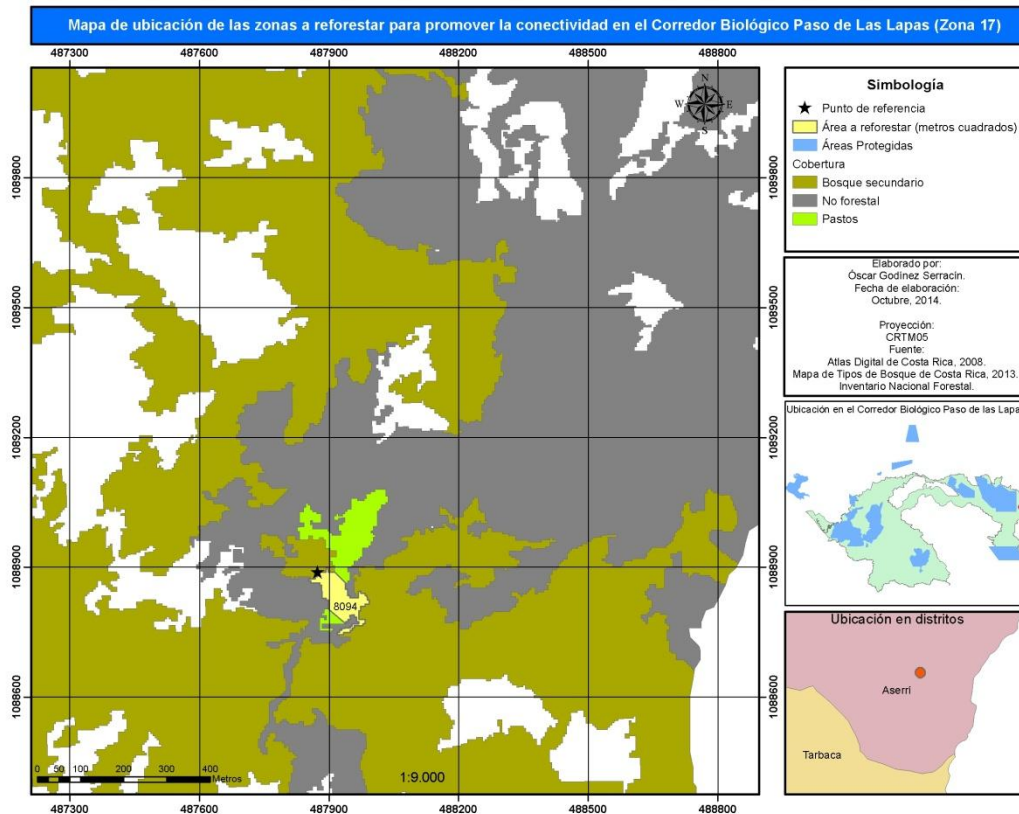 Mapa de ubicación de las zonas a reforestar para promover la conectividad en el Corredor Biológico Paso de Las Lapas (Zona 17)
487300 487600 487900 488200 488500 488800
N
W E
S
1089800 1089800
1089500 1089500
1089200 1089200
1088900 1088900
8094
1088600 1088600
0 50 100 200 300 400
Metros
1:9.000
487300 487600 487900 488200 488500 488800
Simbología
Punto de referencia
Área a reforestar (metros cuadrados)
Áreas Protegidas
Cobertura
Bosque secundario
No forestal
Pastos
Elaborado por:
Óscar Godínez Serracín.
Fecha de elaboración:
Octubre, 2014.
Proyección:
CRTM05
Fuente:
Atlas Digital de Costa Rica, 2008.
Mapa de Tipos de Bosque de Costa Rica, 2013.
Inventario Nacional Forestal.
Ubicación en el Corredor Biológico Paso de las Lapa
Ubicación en distritos
Aserrí
Tarbaca